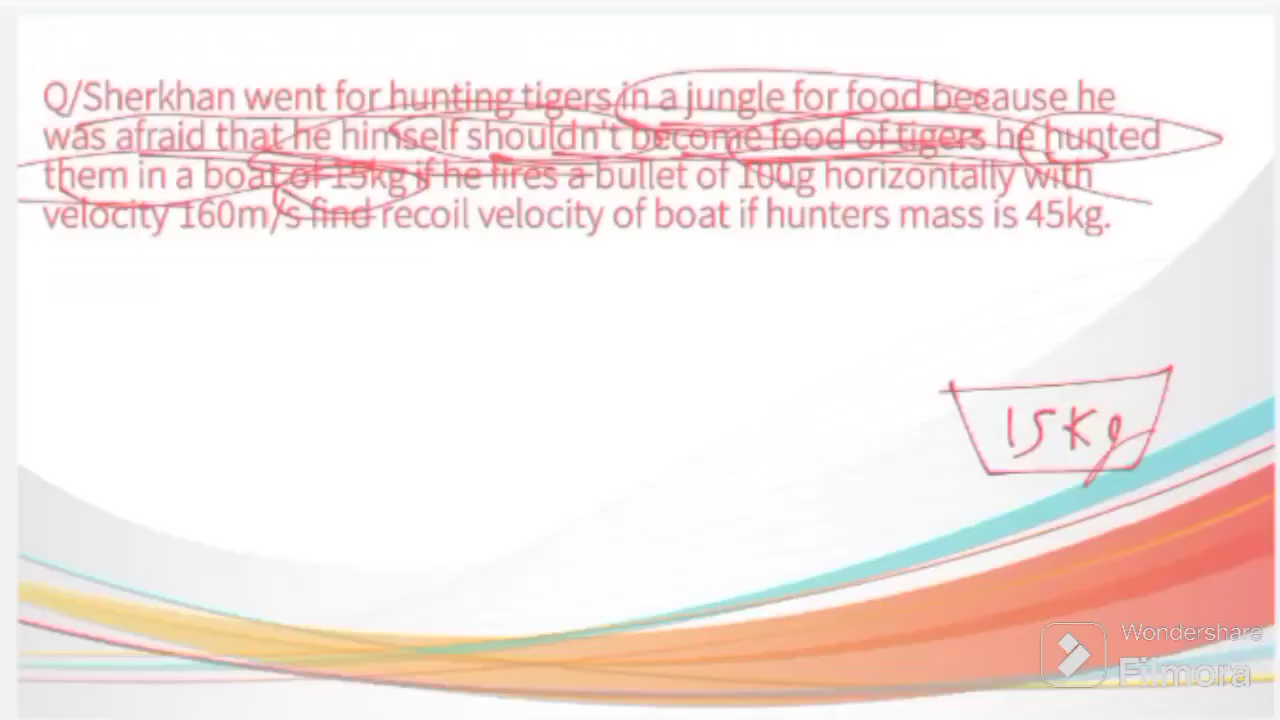 Q/Sherkhan went for hunting tigers in a jungle for food because he
was afraid that he himself shouldn't become food of tigers he hunted
them in a boat of 15kg if he fires a bullet of 100g horizontally with
velocity 160m/s find recoil velocity of boat if hunters mass is 45kg.
15Kg
Wondershare
Filmora